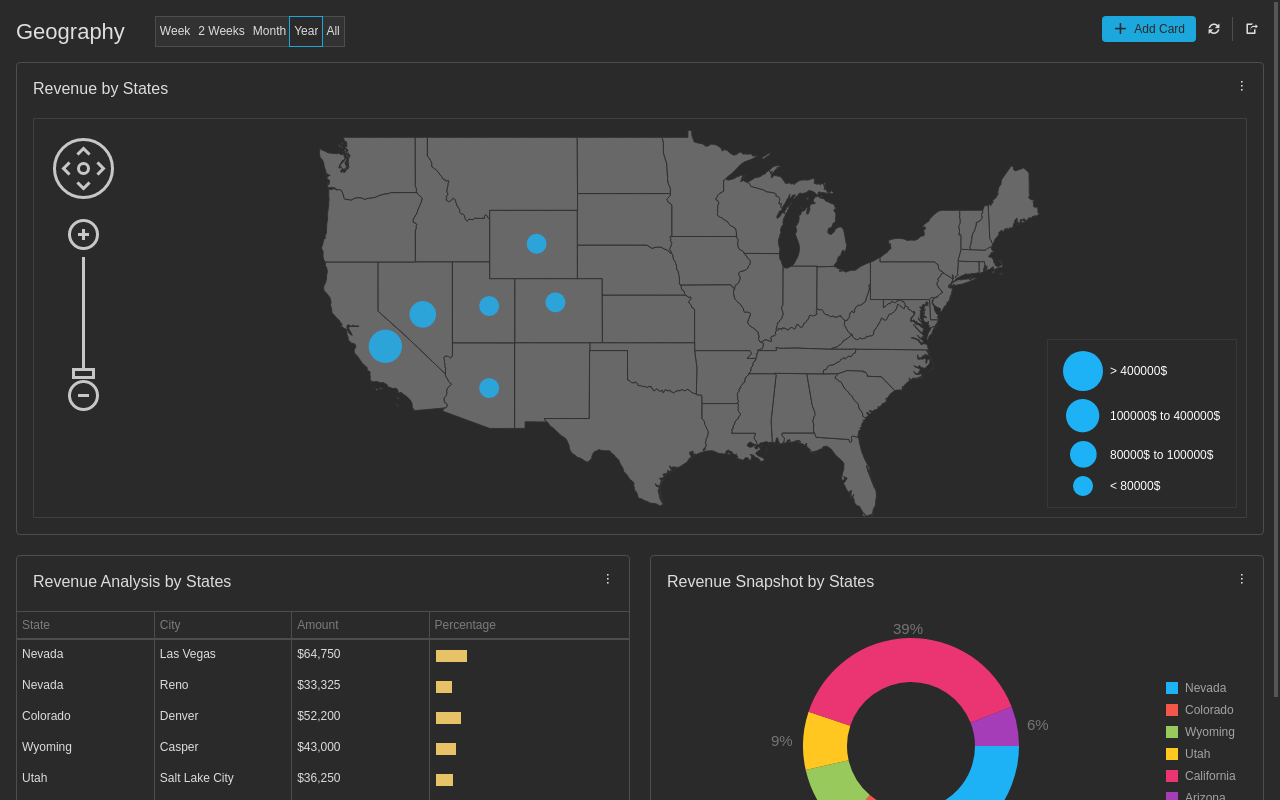 Geography
Week 2 Weeks Month Year All
Add Card
Revenue by States
> 400000$
100000$ to 400000$
80000$ to 100000$
< 80000$
Revenue Analysis by States
State City Amount Percentage
Nevada Las Vegas $64,750
Nevada Reno $33,325
Colorado Denver $52,200
Wyoming Casper $43,000
Utah Salt Lake City $36,250
Revenue Snapshot by States
39%
6%
9%
Nevada
Colorado
Wyoming
Utah
California
Arizona